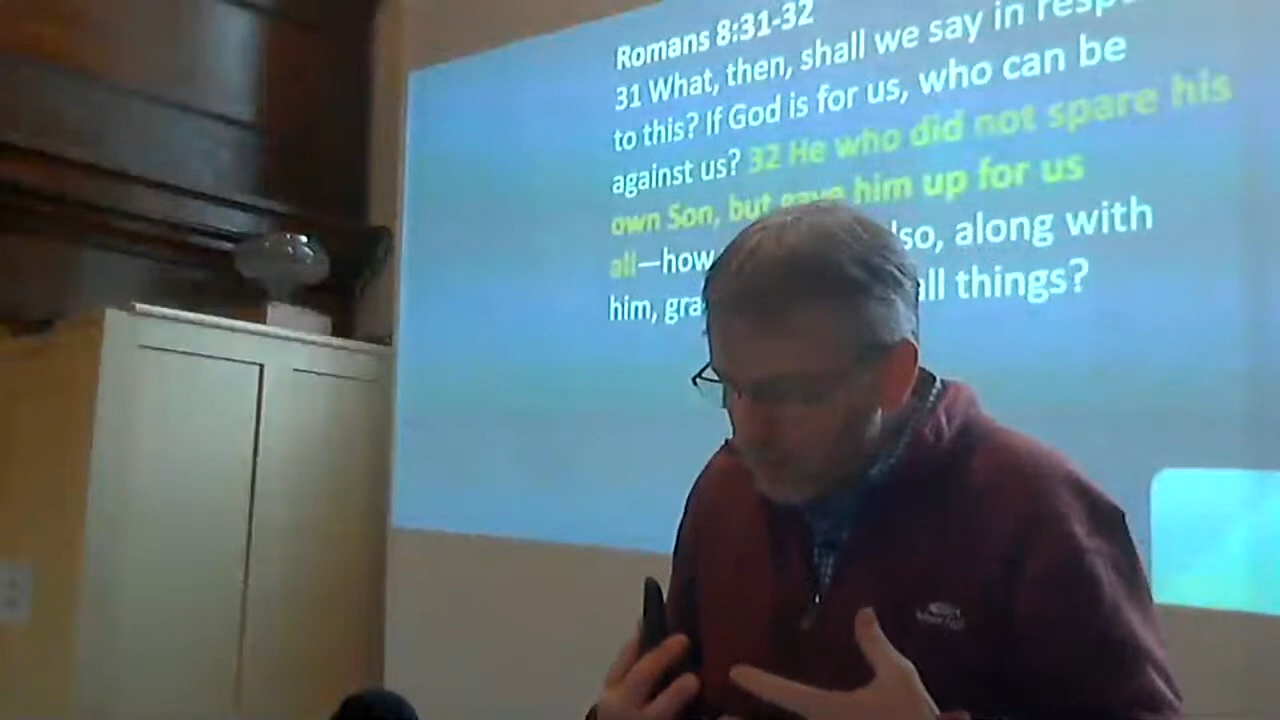 Romans 8:31-32
31 What, then, shall we say in
to this? If God is for us, who can be
against us? 32 He who did not spare his
own Son, but gave him up for us
all—how lso, along with
him, gra all things?